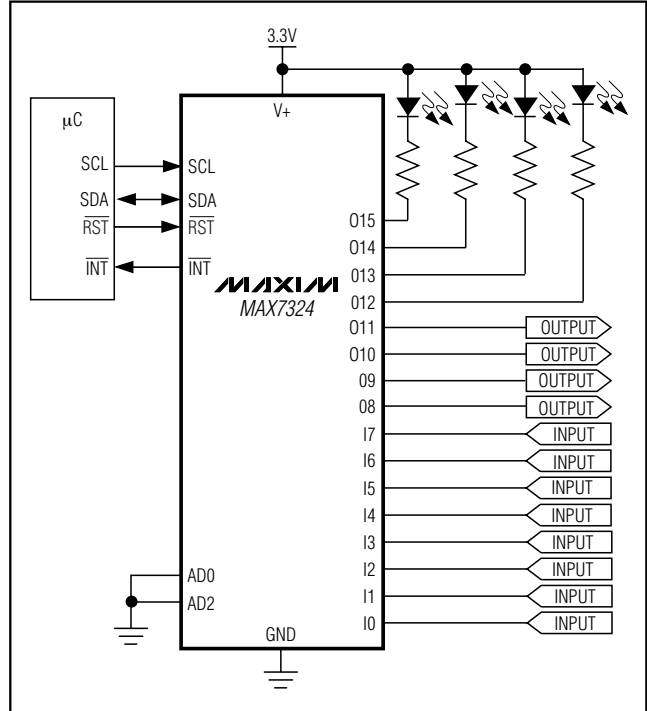 3.3V
μC
SCL
SDA
RST
INT
V+
SCL
SDA
RST
INT
MAXIM
MAX7324
AD0
AD2
GND
O15
O14
O13
O12
O11
O10
O9
O8
I7
I6
I5
I4
I3
I2
I1
I0
OUTPUT
OUTPUT
OUTPUT
OUTPUT
INPUT
INPUT
INPUT
INPUT
INPUT
INPUT
INPUT
INPUT